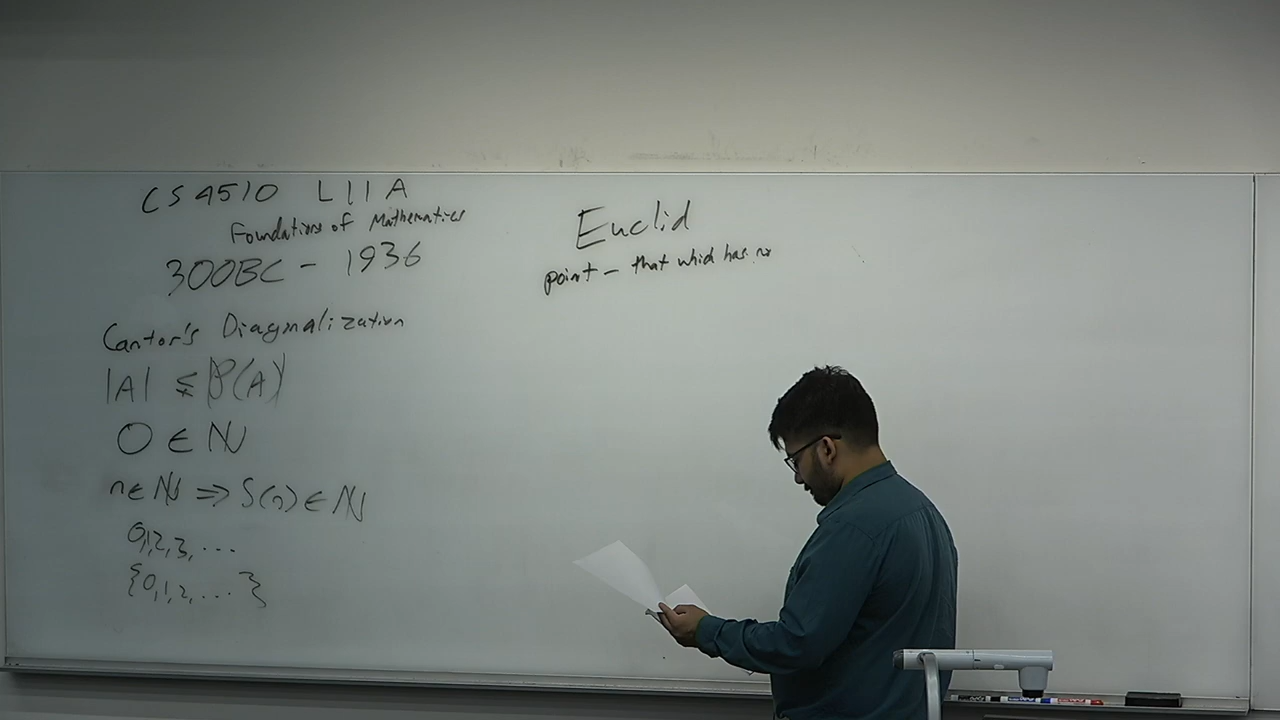 CS 4510 L11A
Foundations of Mathematics
300BC - 1936
Cantor's Diagonalization
|A| ≨ |P(A)|
0 ∈ ℕ
n ∈ ℕ ⇒ S(n) ∈ ℕ
0,1,2,3, ...
{0,1,2, ... }
Euclid
point - that which has no